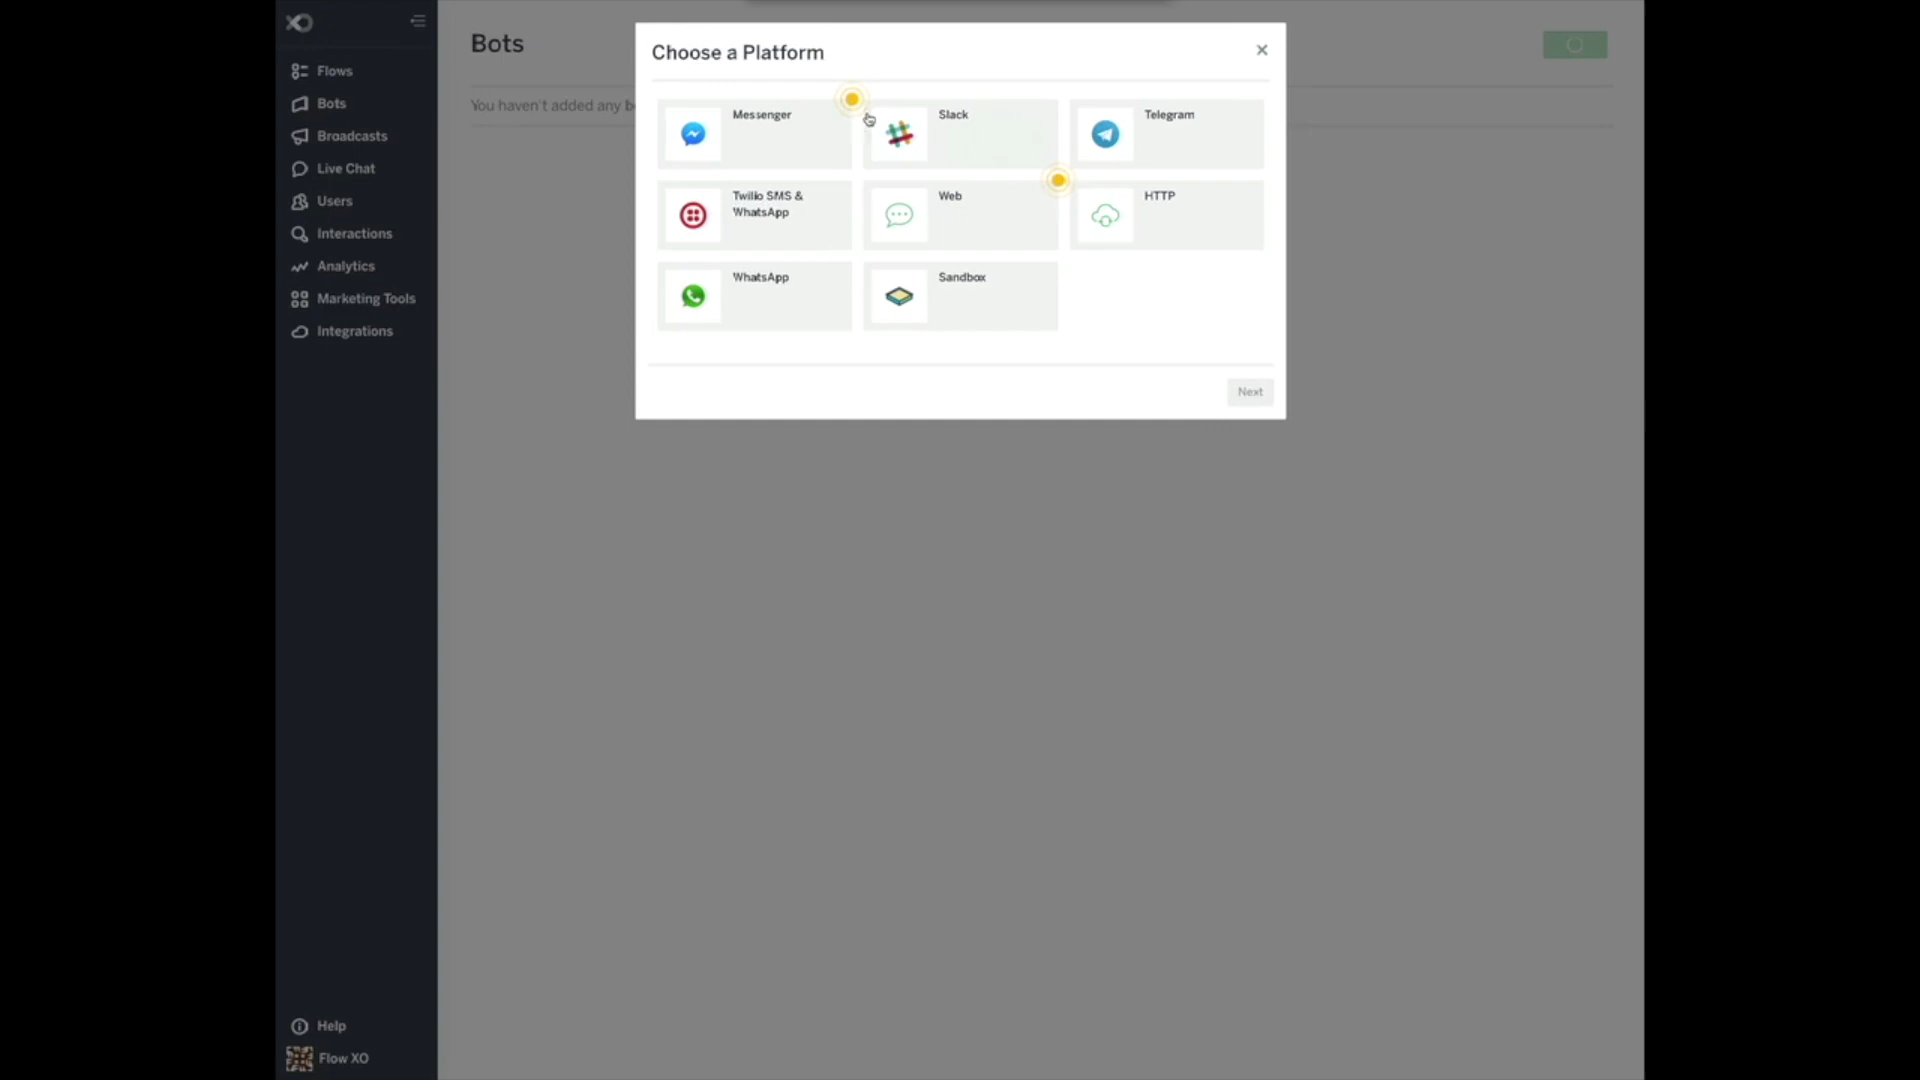 XO
Flows
Bots
Broadcasts
Live Chat
Users
Interactions
Analytics
Marketing Tools
Integrations
Help
Flow XO
Bots
You haven't added any b
Choose a Platform
Messenger
Slack
Telegram
Twilio SMS &
WhatsApp
Web
HTTP
WhatsApp
Sandbox
Next